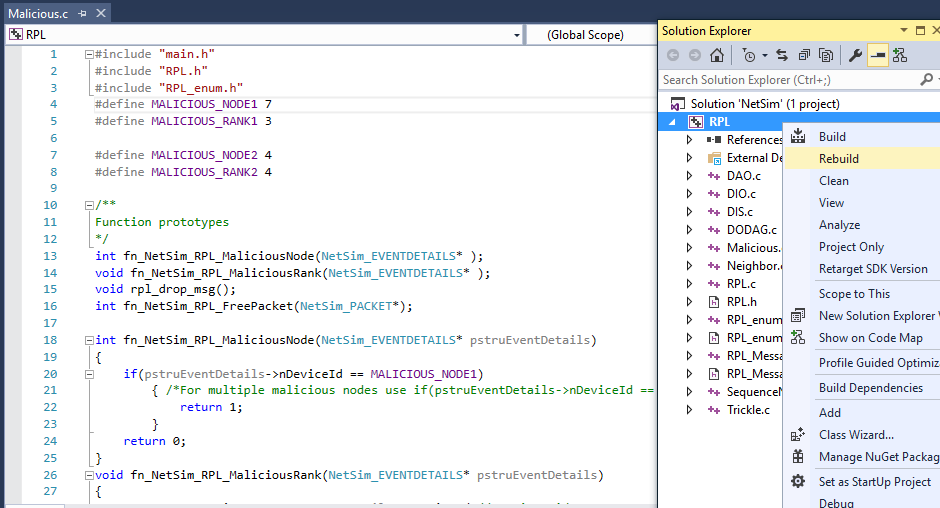 Malicious.c
RPL
(Global Scope)
1 #include "main.h"
2 #include "RPL.h"
3 #include "RPL_enum.h"
4 #define MALICIOUS_NODE1 7
5 #define MALICIOUS_RANK1 3
6
7 #define MALICIOUS_NODE2 4
8 #define MALICIOUS_RANK2 4
9
10 /**
11 Function prototypes
12 */
13 int fn_NetSim_RPL_MaliciousNode(NetSim_EVENTDETAILS* );
14 void fn_NetSim_RPL_MaliciousRank(NetSim_EVENTDETAILS* );
15 void rpl_drop_msg();
16 int fn_NetSim_RPL_FreePacket(NetSim_PACKET*);
17
18 int fn_NetSim_RPL_MaliciousNode(NetSim_EVENTDETAILS* pstruEventDetails)
19 {
20 if(pstruEventDetails->nDeviceId == MALICIOUS_NODE1)
21 { /*For multiple malicious nodes use if(pstruEventDetails->nDeviceId ==
22 return 1;
23 }
24 return 0;
25 }
26 void fn_NetSim_RPL_MaliciousRank(NetSim_EVENTDETAILS* pstruEventDetails)
27 {
Solution Explorer
Search Solution Explorer (Ctrl+;)
Solution 'NetSim' (1 project)
RPL
References
External De
DAO.c
DIO.c
DIS.c
DODAG.c
Malicious.
Neighbor.
RPL.c
RPL.h
RPL_enum
RPL_enum
RPL_Messa
RPL_Messa
SequenceN
Trickle.c
Build
Rebuild
Clean
View
Analyze
Project Only
Retarget SDK Version
Scope to This
New Solution Explorer V
Show on Code Map
Profile Guided Optimiza
Build Dependencies
Add
Class Wizard...
Manage NuGet Packag
Set as StartUp Project
Debug